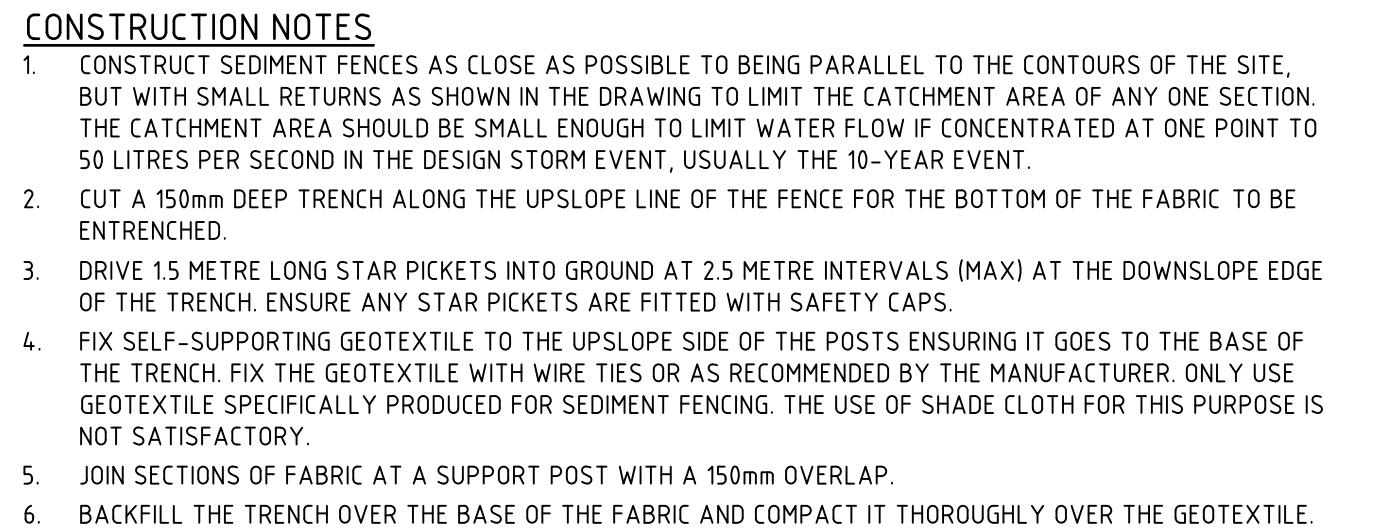 CONSTRUCTION NOTES
1. CONSTRUCT SEDIMENT FENCES AS CLOSE AS POSSIBLE TO BEING PARALLEL TO THE CONTOURS OF THE SITE,
BUT WITH SMALL RETURNS AS SHOWN IN THE DRAWING TO LIMIT THE CATCHMENT AREA OF ANY ONE SECTION.
THE CATCHMENT AREA SHOULD BE SMALL ENOUGH TO LIMIT WATER FLOW IF CONCENTRATED AT ONE POINT TO
50 LITRES PER SECOND IN THE DESIGN STORM EVENT, USUALLY THE 10-YEAR EVENT.
2. CUT A 150mm DEEP TRENCH ALONG THE UPSLOPE LINE OF THE FENCE FOR THE BOTTOM OF THE FABRIC TO BE
ENTRENCHED.
3. DRIVE 1.5 METRE LONG STAR PICKETS INTO GROUND AT 2.5 METRE INTERVALS (MAX) AT THE DOWNSLOPE EDGE
OF THE TRENCH. ENSURE ANY STAR PICKETS ARE FITTED WITH SAFETY CAPS.
4. FIX SELF-SUPPORTING GEOTEXTILE TO THE UPSLOPE SIDE OF THE POSTS ENSURING IT GOES TO THE BASE OF
THE TRENCH. FIX THE GEOTEXTILE WITH WIRE TIES OR AS RECOMMENDED BY THE MANUFACTURER. ONLY USE
GEOTEXTILE SPECIFICALLY PRODUCED FOR SEDIMENT FENCING. THE USE OF SHADE CLOTH FOR THIS PURPOSE IS
NOT SATISFACTORY.
5. JOIN SECTIONS OF FABRIC AT A SUPPORT POST WITH A 150mm OVERLAP.
6. BACKFILL THE TRENCH OVER THE BASE OF THE FABRIC AND COMPACT IT THOROUGHLY OVER THE GEOTEXTILE.